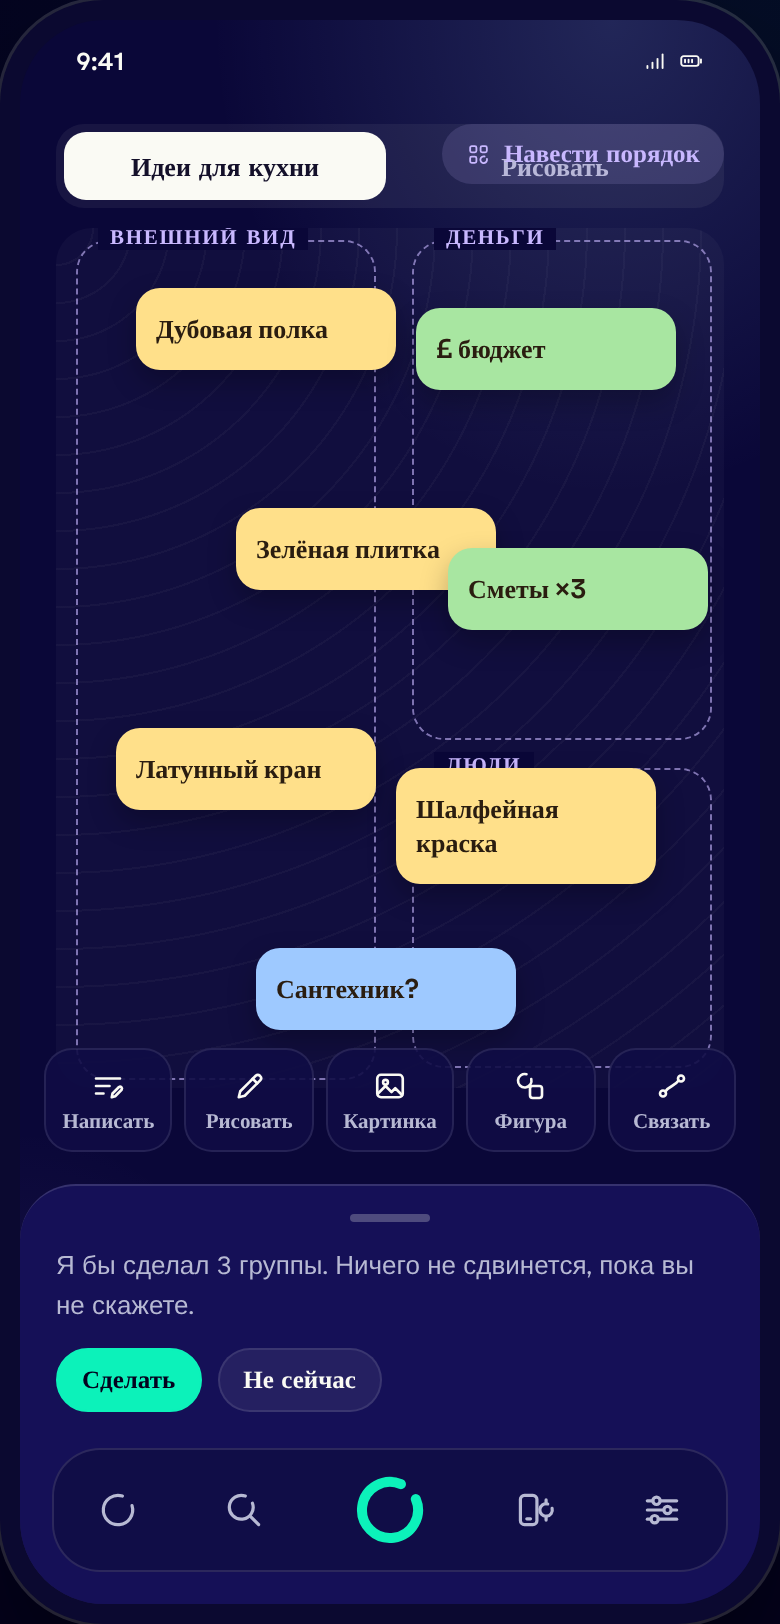 9:41
Идеи для кухни
Навести порядок
Рисовать
ВНЕШНИЙ ВИД
ДЕНЬГИ
Дубовая полка
£ бюджет
Зелёная плитка
Сметы ×3
Латунный кран
ЛЮДИ
Шалфейная
краска
Сантехник?
Написать
Рисовать
Картинка
Фигура
Связать
Я бы сделал 3 группы. Ничего не сдвинется, пока вы
не скажете.
Сделать
Не сейчас